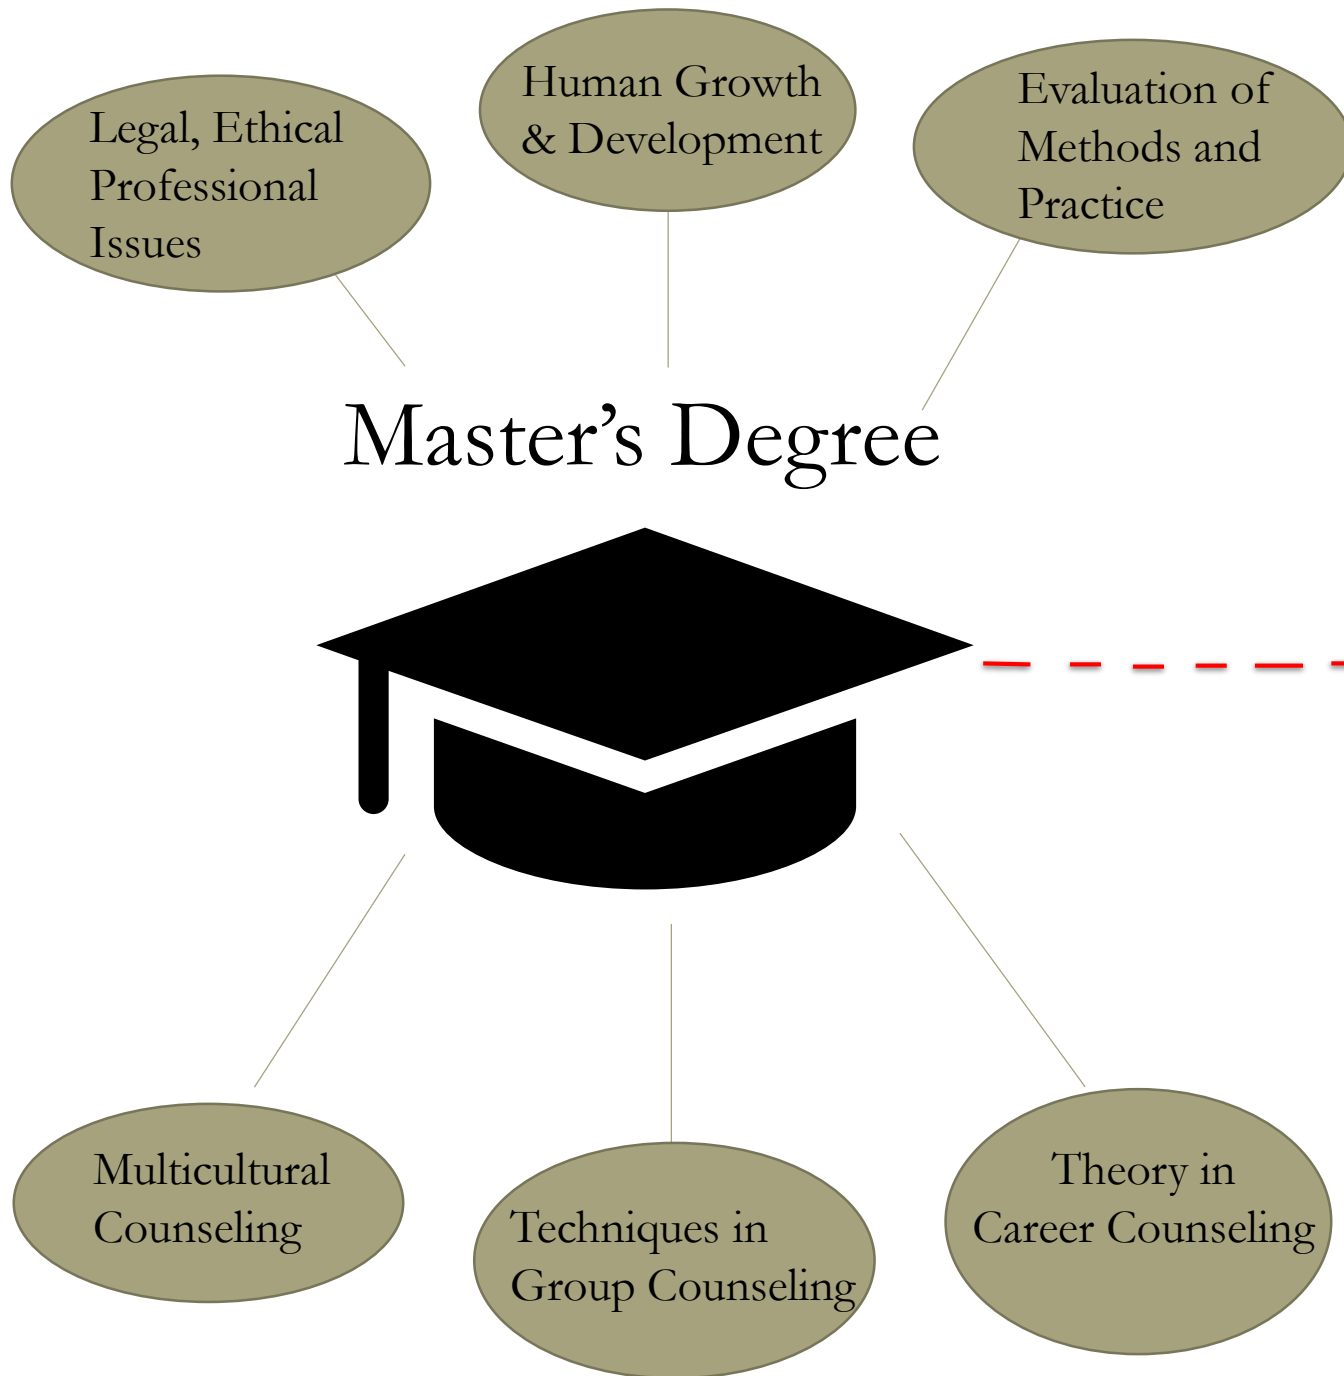 Legal, Ethical
Professional
Issues
Human Growth
& Development
Evaluation of
Methods and
Practice
Master’s Degree
Multicultural
Counseling
Techniques in
Group Counseling
Theory in
Career Counseling